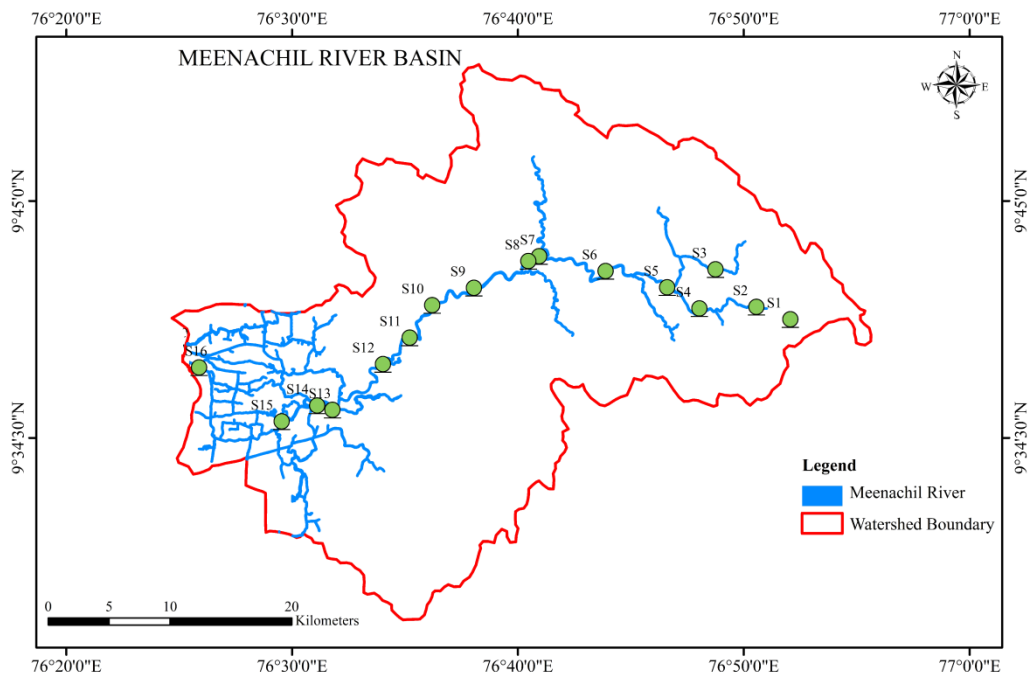 76°20'0"E 76°30'0"E 76°40'0"E 76°50'0"E 77°0'0"E
MEENACHIL RIVER BASIN
N
W E
S
9°45'0"N 9°45'0"N
S8 S7
S6
S3
S5
S9
S4
S2
S1
S10
S11
S16
S12
S14
S13
S15
9°34'30"N 9°34'30"N
Legend
Meenachil River
Watershed Boundary
0 5 10 20
Kilometers
76°20'0"E 76°30'0"E 76°40'0"E 76°50'0"E 77°0'0"E